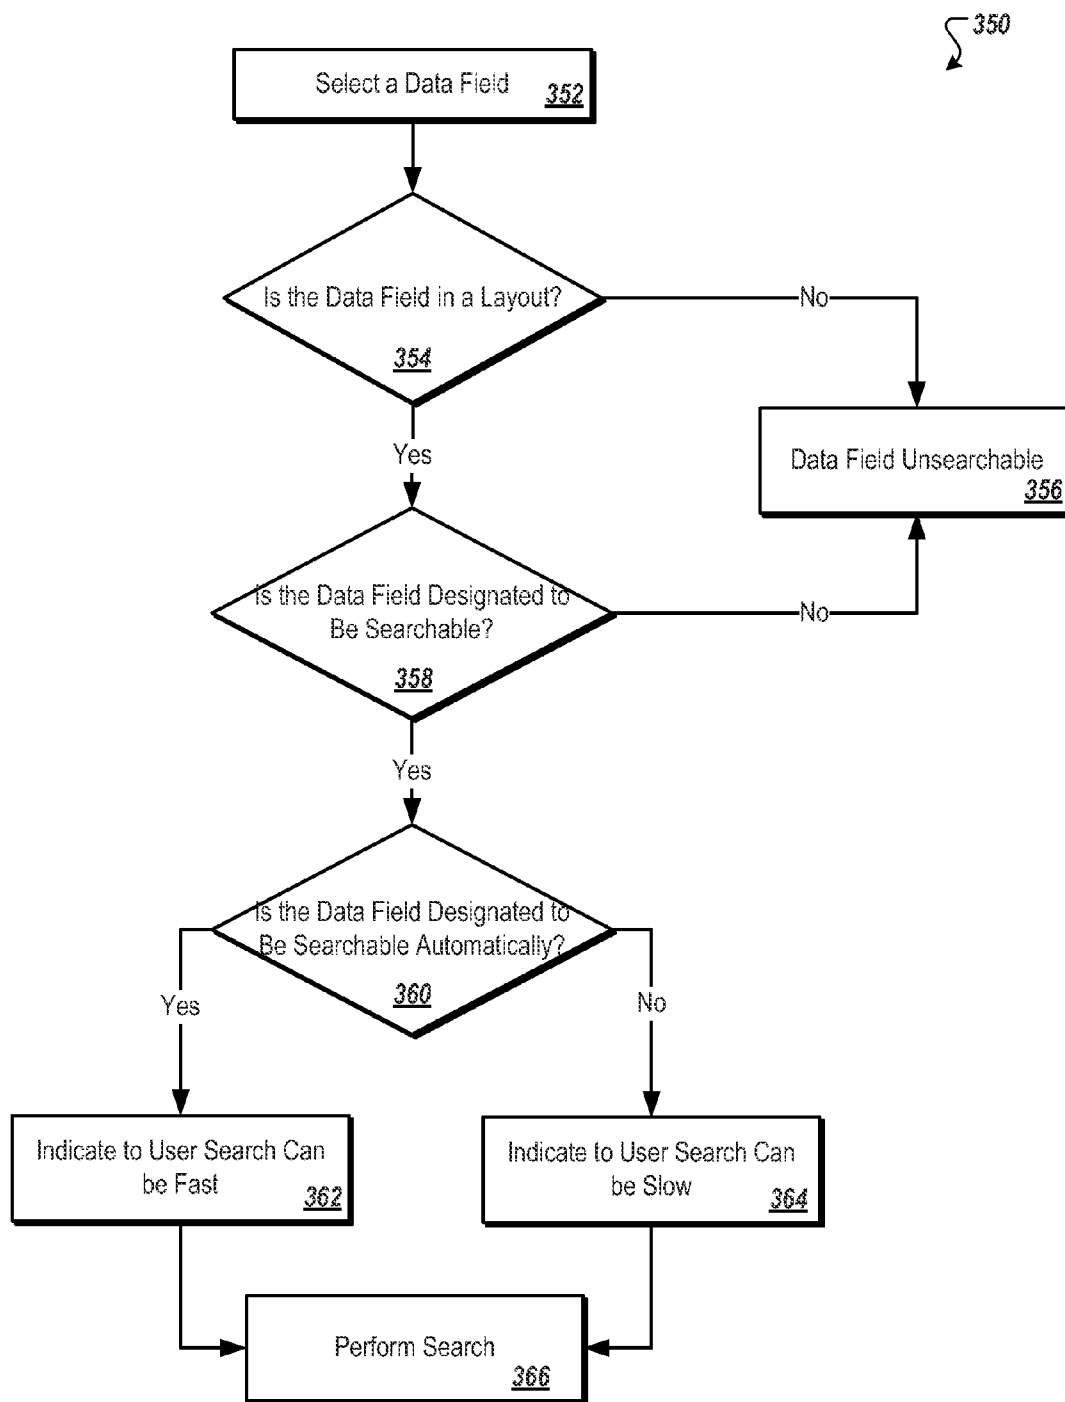 350
Select a Data Field
352
Is the Data Field in a Layout?
354
No
Yes
Data Field Unsearchable
356
Is the Data Field Designated to
Be Searchable?
358
No
Yes
Is the Data Field Designated to
Be Searchable Automatically?
360
Yes
No
Indicate to User Search Can
be Fast
362
Indicate to User Search Can
be Slow
364
Perform Search
366